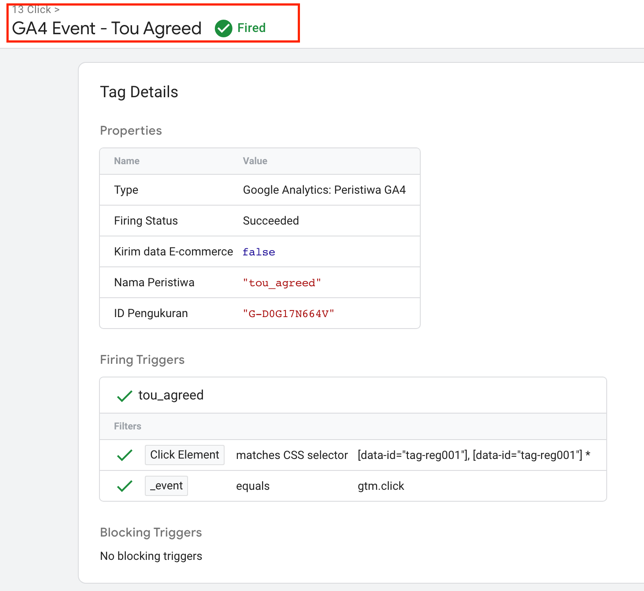 13 Click >
GA4 Event - Tou Agreed Fired
Tag Details
Properties
Name Value
Type Google Analytics: Peristiwa GA4
Firing Status Succeeded
Kirim data E-commerce false
Nama Peristiwa "tou_agreed"
ID Pengukuran "G-D0G17N664V"
Firing Triggers
tou_agreed
Filters
Click Element matches CSS selector [data-id="tag-reg001"], [data-id="tag-reg001"] *
_event equals gtm.click
Blocking Triggers
No blocking triggers